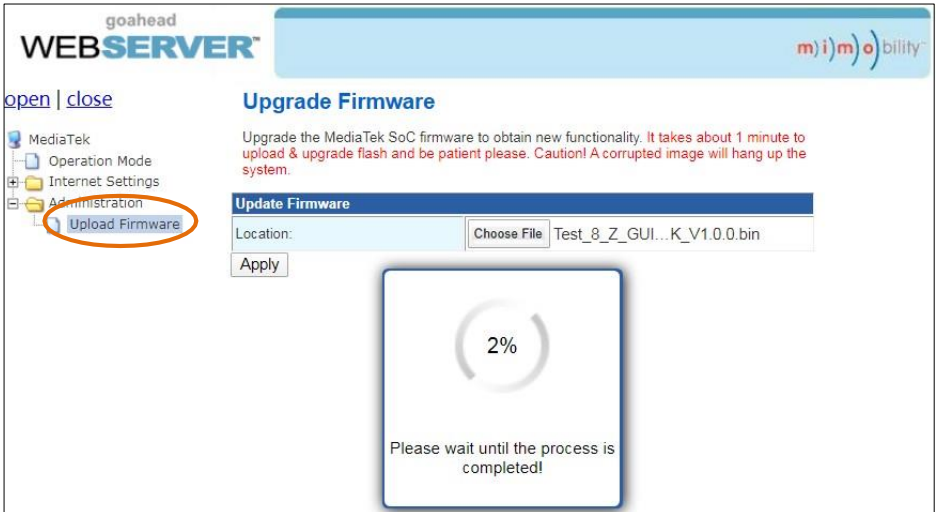 goahead
WEBSERVER™
m)i)m)o)bility™
open | close
MediaTek
Operation Mode
Internet Settings
Administration
Upload Firmware
Upgrade Firmware
Upgrade the MediaTek SoC firmware to obtain new functionality. It takes about 1 minute to
upload & upgrade flash and be patient please. Caution! A corrupted image will hang up the
system.
Update Firmware
Location: Choose File Test_8_Z_GUI...K_V1.0.0.bin
Apply
2%
Please wait until the process is
completed!